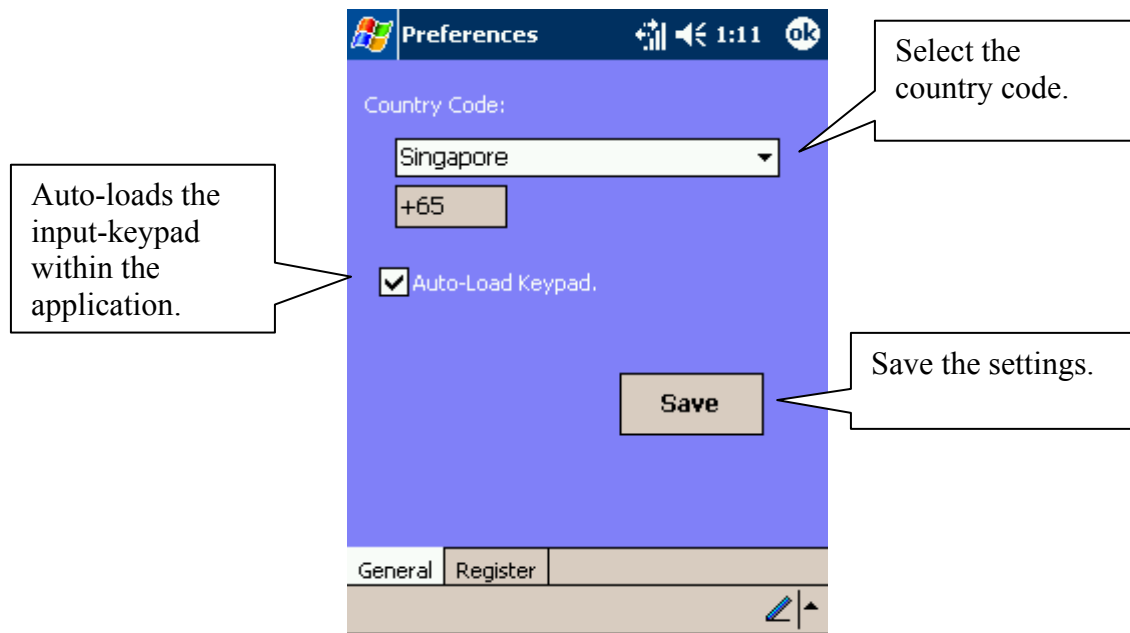 Preferences 1:11 ok
Select the
country code.
Country Code:
Singapore
+65
Auto-loads the
input-keypad
within the
application.
Auto-Load Keypad.
Save the settings.
Save
General Register